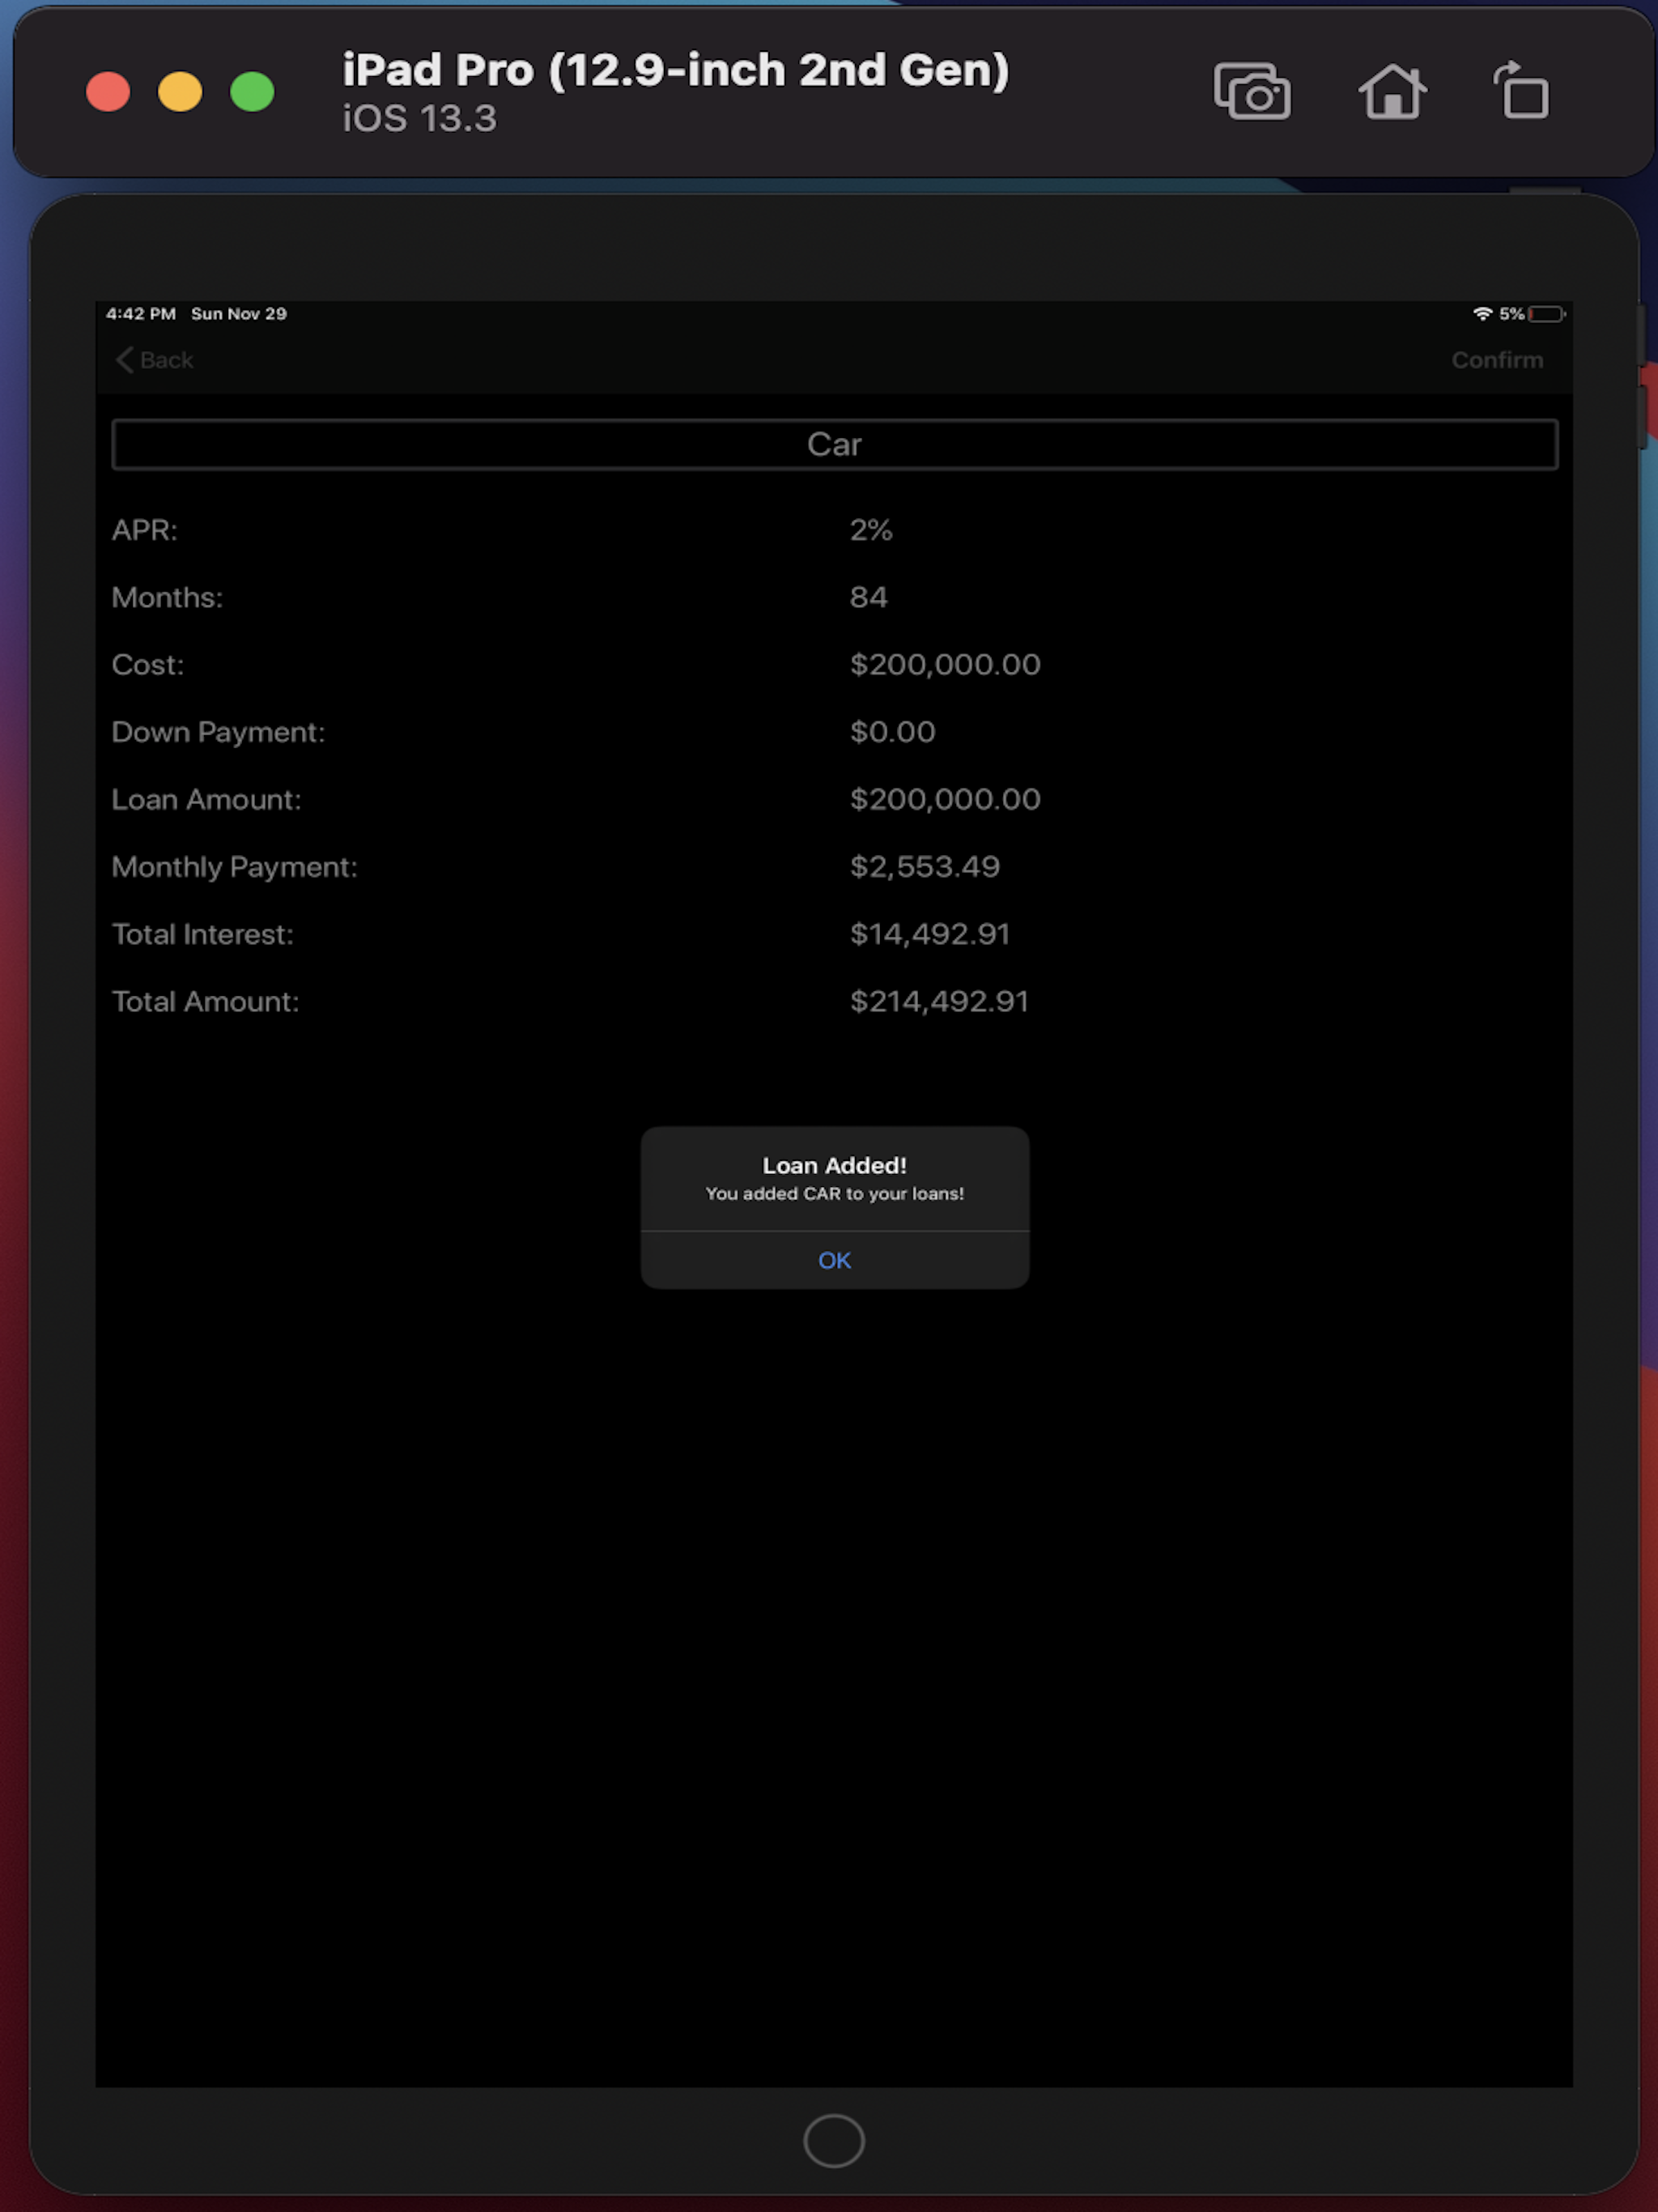 iPad Pro (12.9-inch 2nd Gen)
iOS 13.3
4:42 PM Sun Nov 29 5%
Back Confirm
Car
APR: 2%
Months: 84
Cost: $200,000.00
Down Payment: $0.00
Loan Amount: $200,000.00
Monthly Payment: $2,553.49
Total Interest: $14,492.91
Total Amount: $214,492.91
Loan Added!
You added CAR to your loans!
OK